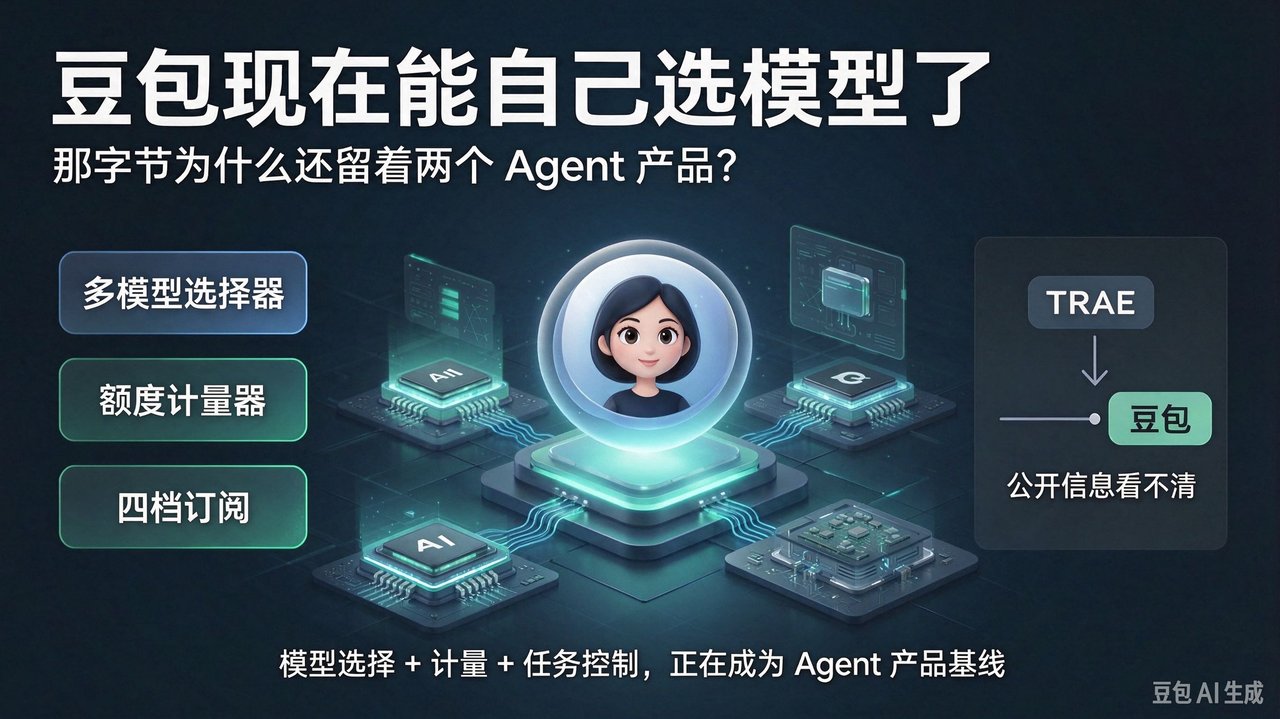 豆包现在能自己选模型了
那字节为什么还留着两个 Agent 产品？
多模型选择器
额度计量器
四档订阅
AI
TRAE
豆包
公开信息看不清
模型选择 + 计量 + 任务控制，正在成为 Agent 产品基线
豆包 AI 生成